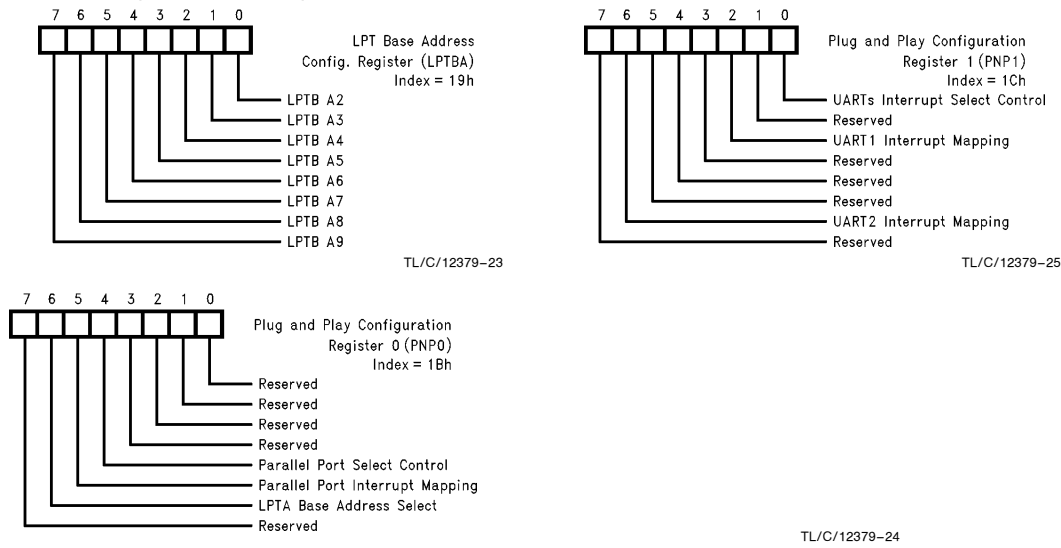 7 6 5 4 3 2 1 0
LPT Base Address
Config. Register (LPTBA)
Index = 19h
LPTB A2
LPTB A3
LPTB A4
LPTB A5
LPTB A6
LPTB A7
LPTB A8
LPTB A9
TL/C/12379–23
7 6 5 4 3 2 1 0
Plug and Play Configuration
Register 1 (PNP1)
Index = 1Ch
UARTs Interrupt Select Control
Reserved
UART1 Interrupt Mapping
Reserved
Reserved
Reserved
UART2 Interrupt Mapping
Reserved
TL/C/12379–25
7 6 5 4 3 2 1 0
Plug and Play Configuration
Register 0 (PNP0)
Index = 1Bh
Reserved
Reserved
Reserved
Reserved
Parallel Port Select Control
Parallel Port Interrupt Mapping
LPTA Base Address Select
Reserved
TL/C/12379–24